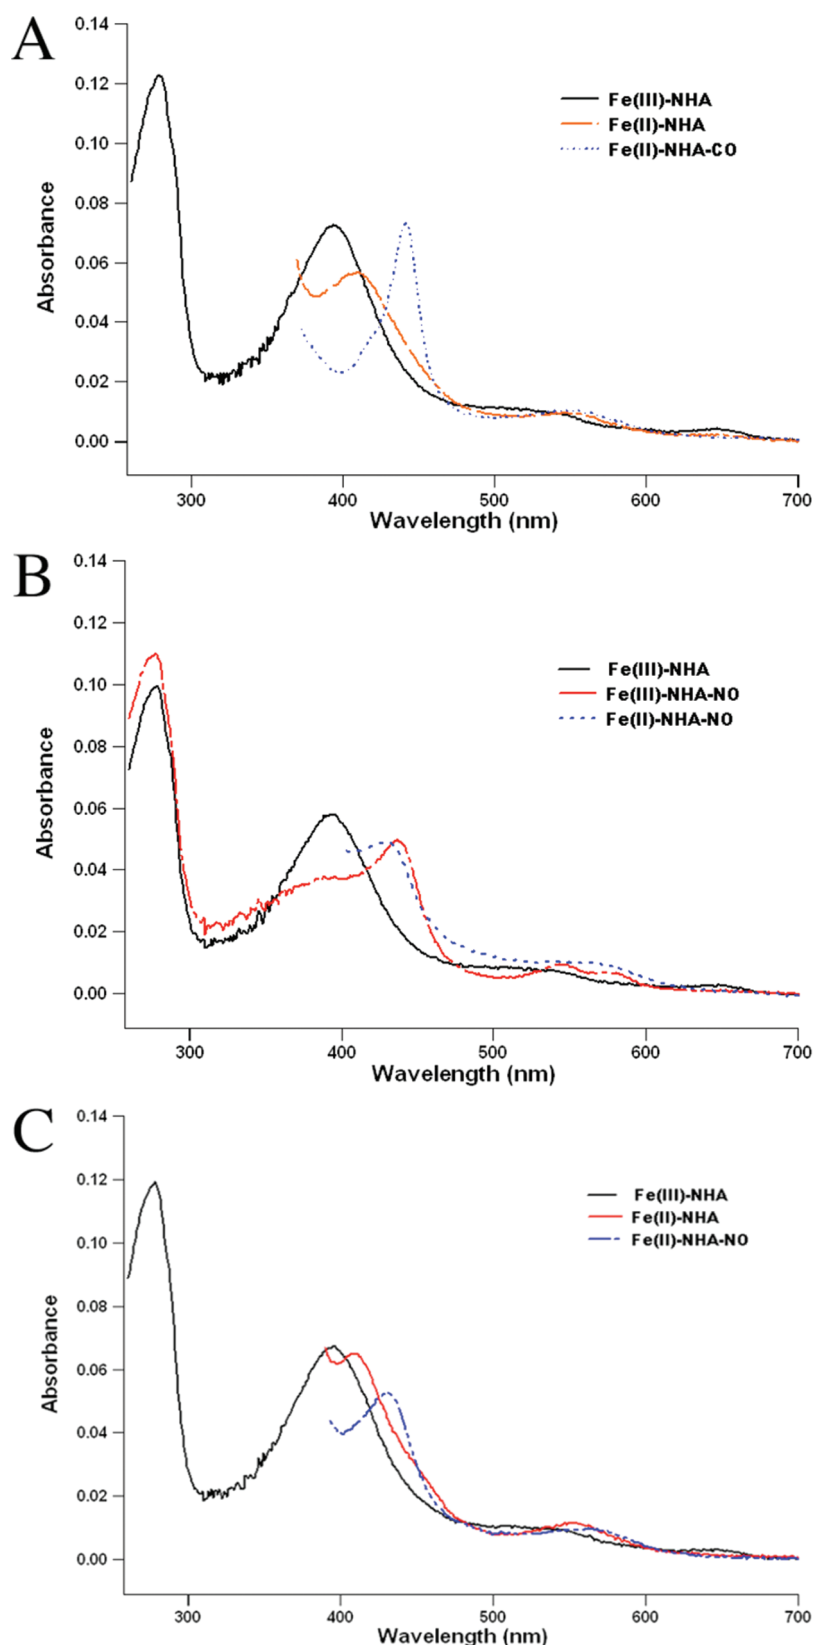 A
0.14
0.12
0.10
0.08
0.06
0.04
0.02
0.00
Absorbance
Fe(III)-NHA
Fe(II)-NHA
Fe(II)-NHA-CO
300 400 500 600 700
Wavelength (nm)
B
0.14
0.12
0.10
0.08
0.06
0.04
0.02
0.00
Absorbance
Fe(III)-NHA
Fe(III)-NHA-NO
Fe(II)-NHA-NO
300 400 500 600 700
Wavelength (nm)
C
0.14
0.12
0.10
0.08
0.06
0.04
0.02
0.00
Absorbance
Fe(III)-NHA
Fe(II)-NHA
Fe(II)-NHA-NO
300 400 500 600 700
Wavelength (nm)